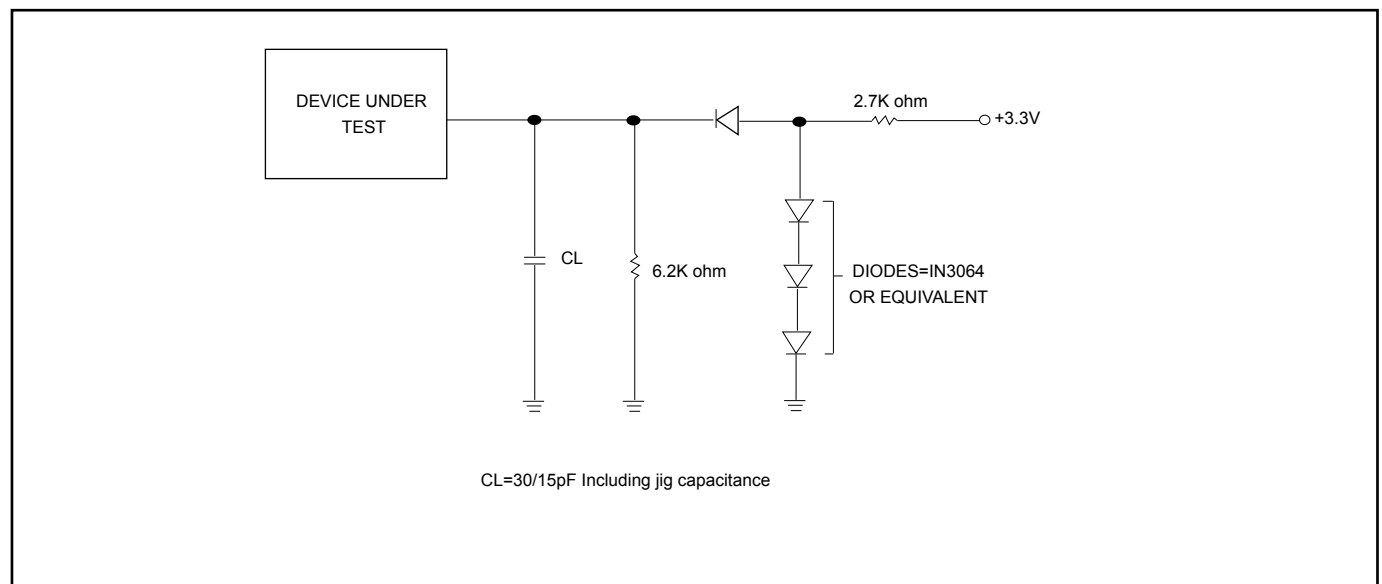 DEVICE UNDER
TEST
2.7K ohm
+3.3V
CL
6.2K ohm
DIODES=IN3064
OR EQUIVALENT
CL=30/15pF Including jig capacitance